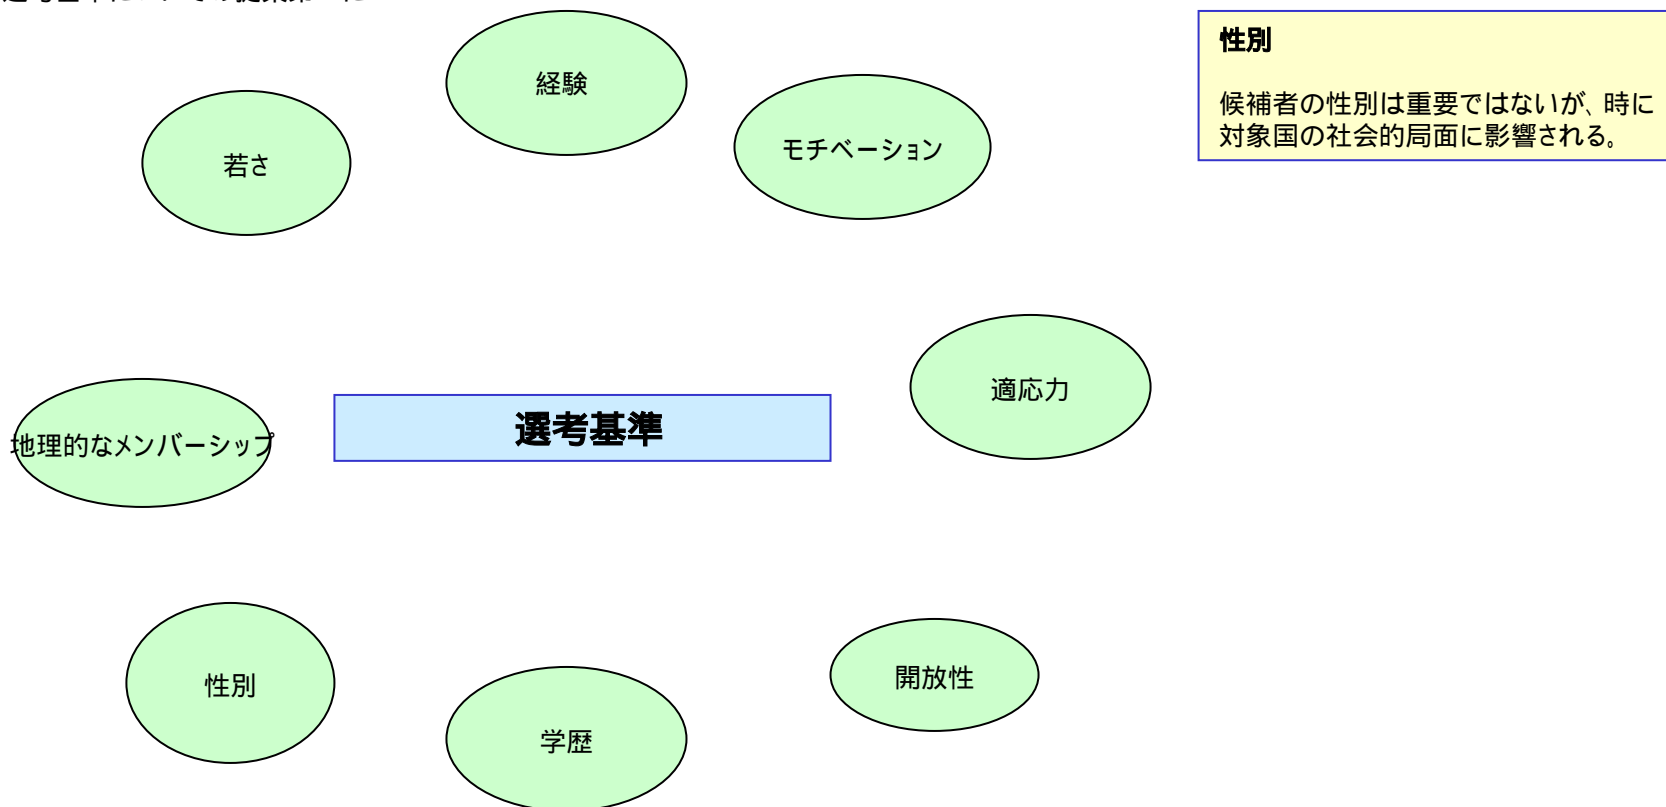 経験
モチベーション
若さ
適応力
地理的なメンバーシップ
選考基準
性別
学歴
開放性
性別
候補者の性別は重要ではないが、時に
対象国の社会的局面に影響される。